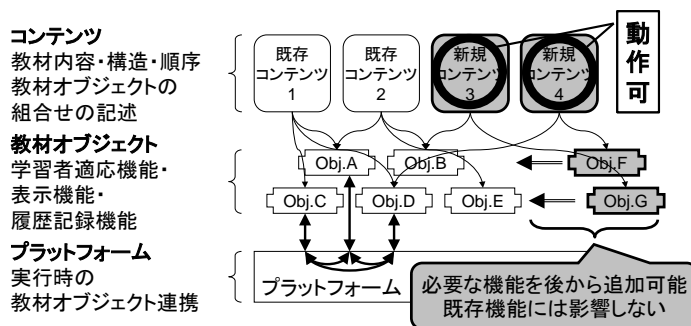 コンテンツ
教材内容・構造・順序
教材オブジェクトの
組合せの記述
既存
コンテンツ
1
既存
コンテンツ
2
新規
コンテンツ
3
新規
コンテンツ
4
動作可
教材オブジェクト
学習者適応機能・
表示機能・
履歴記録機能
Obj.A
Obj.B
Obj.F
Obj.C
Obj.D
Obj.E
Obj.G
プラットフォーム
実行時の
教材オブジェクト連携
プラットフォーム
必要な機能を後から追加可能
既存機能には影響しない